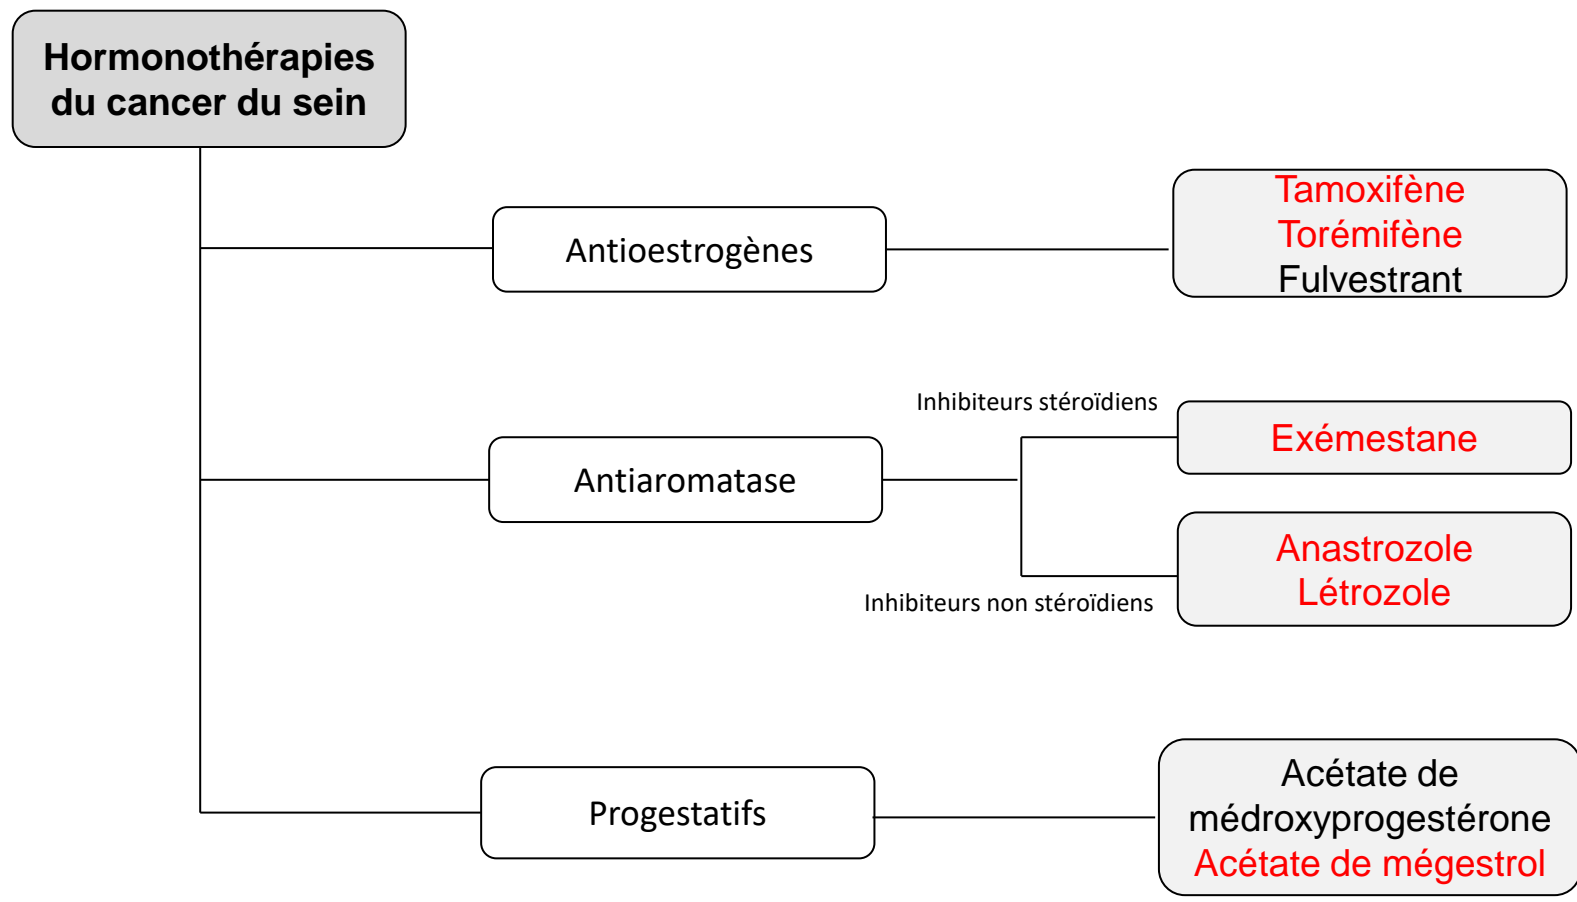 Hormonothérapies
du cancer du sein
Antioestrogènes
Tamoxifène
Torémifène
Fulvestrant
Antiaromatase
Inhibiteurs stéroïdiens
Exémestane
Inhibiteurs non stéroïdiens
Anastrozole
Létrozole
Progestatifs
Acétate de
médroxyprogestérone
Acétate de mégestrol